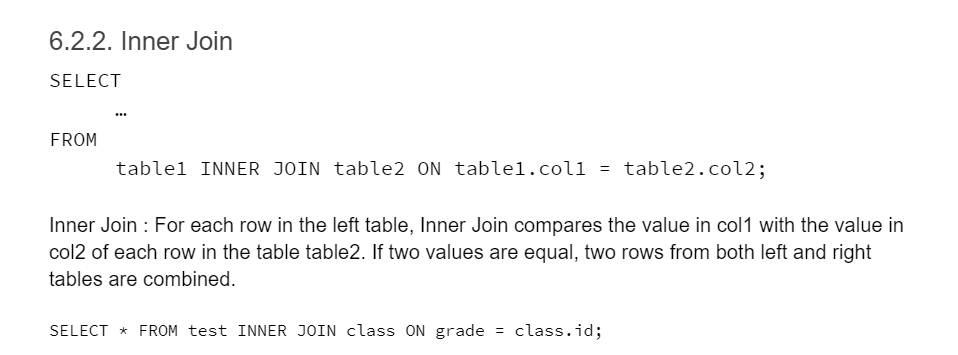 6.2.2. Inner Join
SELECT
…
FROM
table1 INNER JOIN table2 ON table1.col1 = table2.col2;
Inner Join : For each row in the left table, Inner Join compares the value in col1 with the value in
col2 of each row in the table table2. If two values are equal, two rows from both left and right
tables are combined.
SELECT * FROM test INNER JOIN class ON grade = class.id;